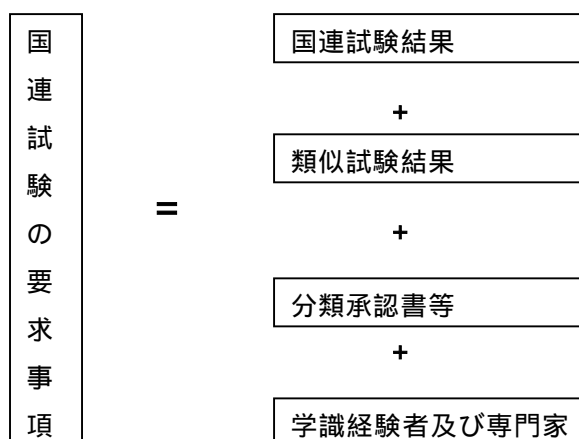 国連試験の要求事項
=
国連試験結果
+
類似試験結果
+
分類承認書等
+
学識経験者及び専門家